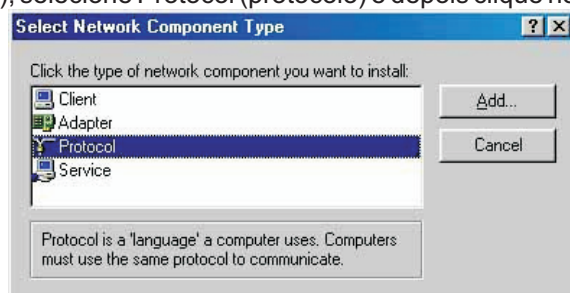 ), selecione Protocol (protocolo) e depois clique no
Select Network Component Type
Click the type of network component you want to install:
Client
Add...
Adapter
Protocol
Cancel
Service
Protocol is a 'language' a computer uses. Computers
must use the same protocol to communicate.